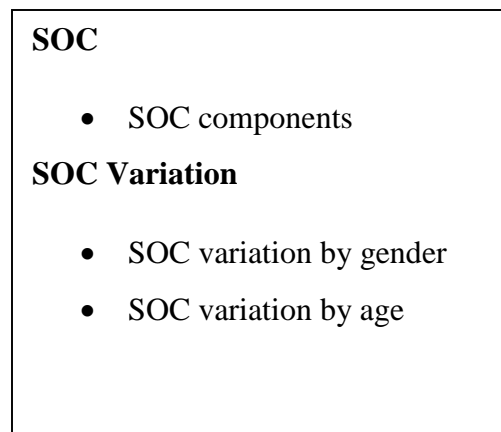 SOC
• SOC components
SOC Variation
• SOC variation by gender
• SOC variation by age